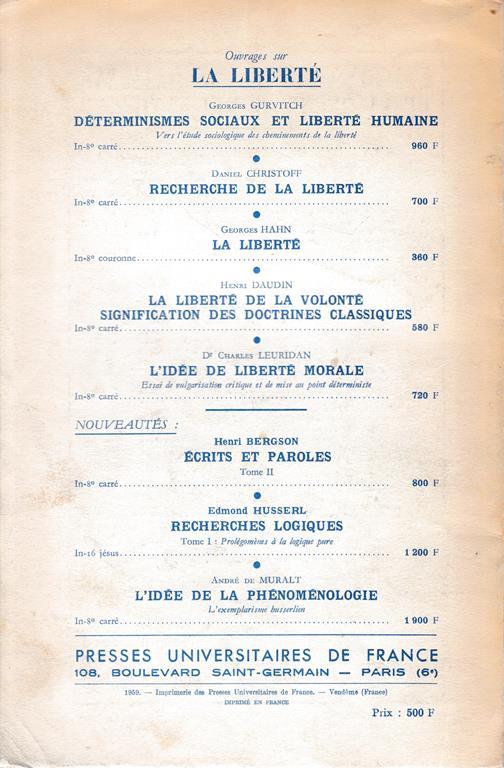 Ouvrages sur
LA LIBERTÉ
Georges GURVITCH
DÉTERMINISMES SOCIAUX ET LIBERTÉ HUMAINE
Vers l'étude sociologique des cheminements de la liberté
In-8º carré 960 F
Daniel CHRISTOFF
RECHERCHE DE LA LIBERTÉ
In-8º carré 700 F
Georges HAHN
LA LIBERTÉ
In-8º couronne 360 F
Henri DAUDIN
LA LIBERTÉ DE LA VOLONTÉ
SIGNIFICATION DES DOCTRINES CLASSIQUES
In-8º carré 580 F
Dr Charles LEURIDAN
L'IDÉE DE LIBERTÉ MORALE
Essai de vulgarisation critique et de mise au point déterministe
In-8º carré 720 F
NOUVEAUTÉS :
Henri BERGSON
ÉCRITS ET PAROLES
Tome II
In-8º carré 800 F
Edmond HUSSERL
RECHERCHES LOGIQUES
Tome I : Prolégomènes à la logique pure
In-16 jésus 1 200 F
André de MURALT
L'IDÉE DE LA PHÉNOMÉNOLOGIE
L'exemplarisme husserlien
In-8º carré 1 900 F
PRESSES UNIVERSITAIRES DE FRANCE
108, BOULEVARD SAINT-GERMAIN — PARIS (6e)
1959. — Imprimerie des Presses Universitaires de France. — Vendôme (France)
IMPRIMÉ EN FRANCE
Prix : 500 F